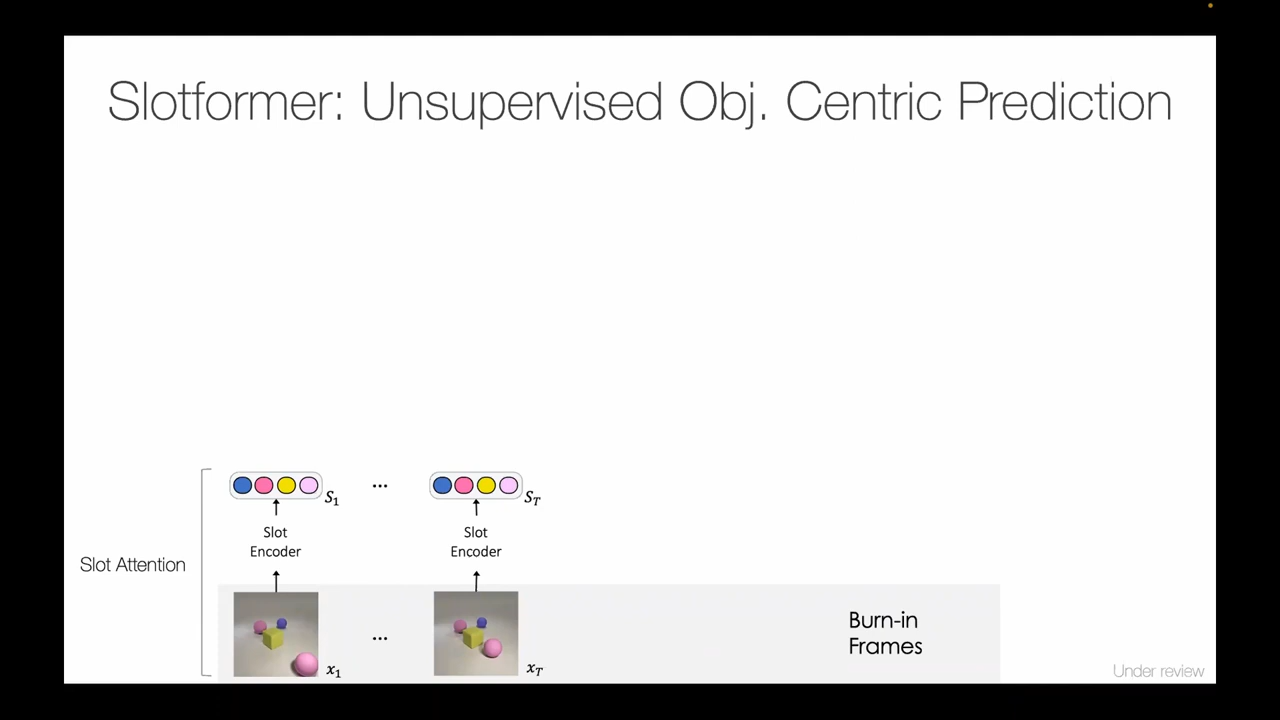 Slotformer: Unsupervised Obj. Centric Prediction
S1 ... ST
Slot Encoder
Slot Encoder
Slot Attention
x1 ... xT
Burn-in
Frames
Under review